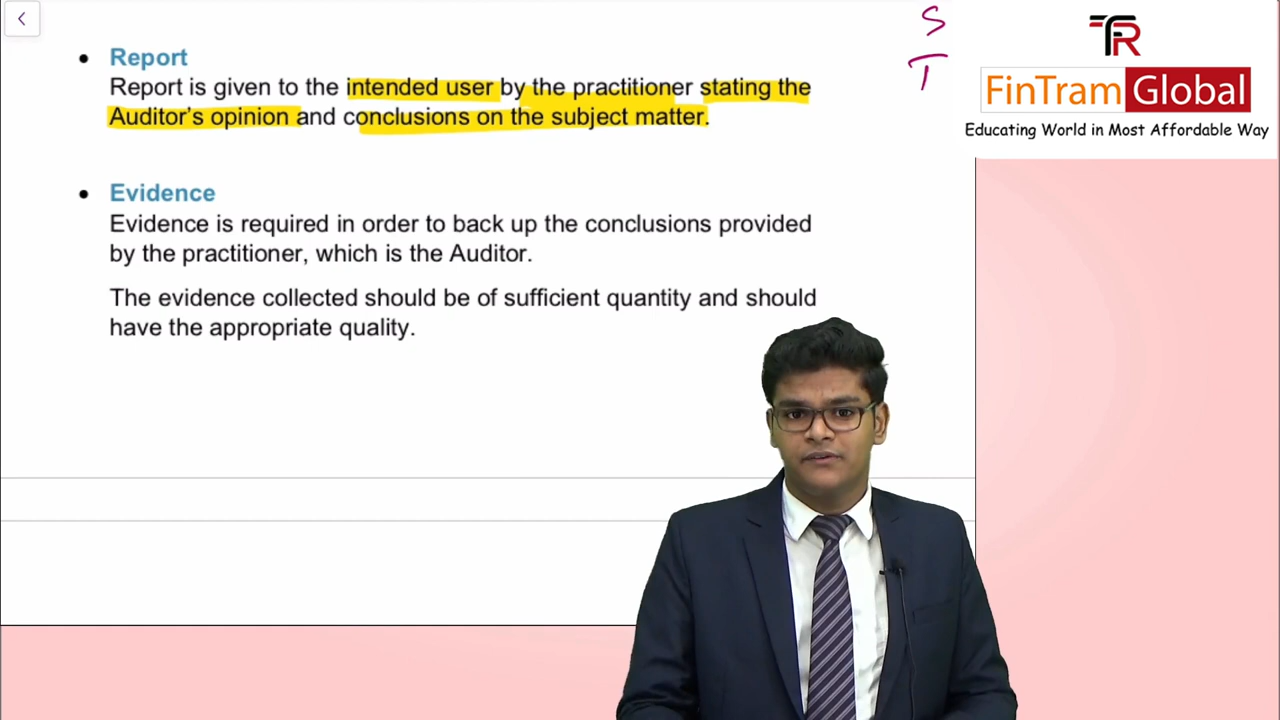 Report
Report is given to the intended user by the practitioner stating the
Auditor's opinion and conclusions on the subject matter.
Evidence
Evidence is required in order to back up the conclusions provided
by the practitioner, which is the Auditor.
The evidence collected should be of sufficient quantity and should
have the appropriate quality.
S
T
FinTram Global
Educating World in Most Affordable Way